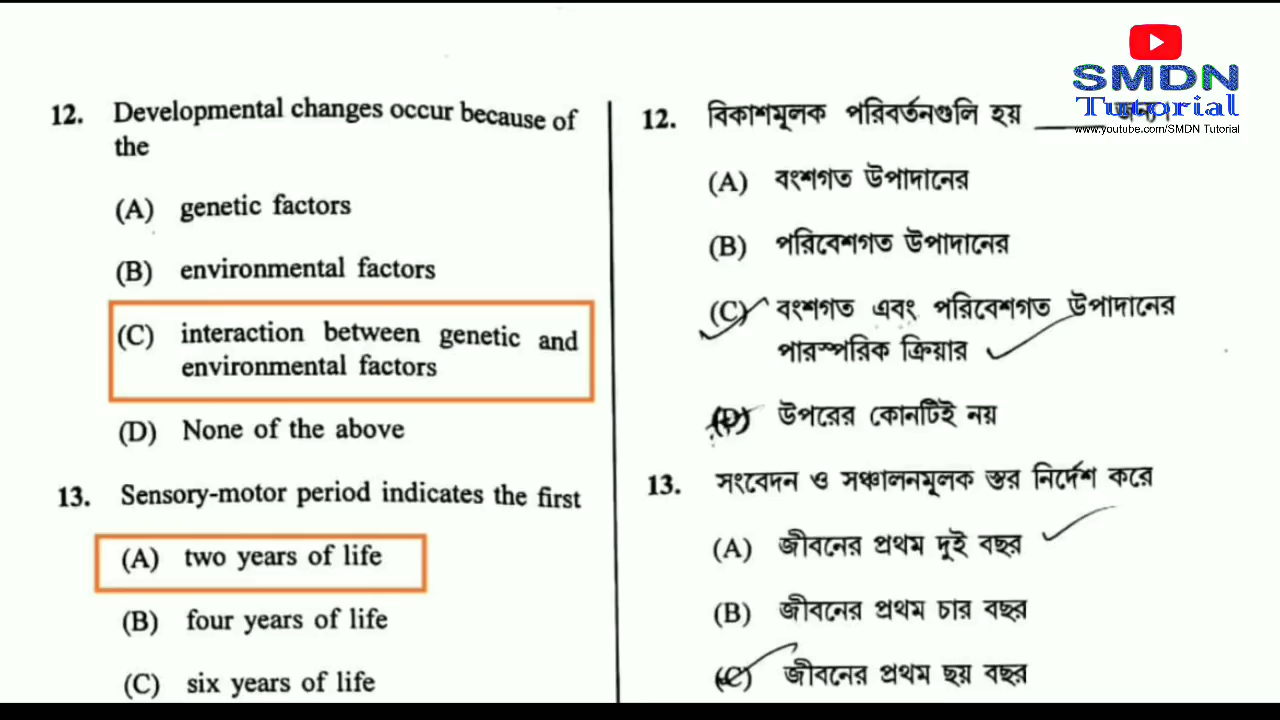 SMDN
Tutorial
www.youtube.com/SMDN Tutorial
12. Developmental changes occur because of
the
(A) genetic factors
(B) environmental factors
(C) interaction between genetic and
environmental factors
(D) None of the above
13. Sensory-motor period indicates the first
(A) two years of life
(B) four years of life
(C) six years of life
12. বিকাশমূলক পরিবর্তনগুলি হয় _____ জন্য।
(A) বংশগত উপাদানের
(B) পরিবেশগত উপাদানের
(C) বংশগত এবং পরিবেশগত উপাদানের
পারস্পরিক ক্রিয়ার
(D) উপরের কোনটিই নয়
13. সংবেদন ও সঞ্চালনমূলক স্তর নির্দেশ করে
(A) জীবনের প্রথম দুই বছর
(B) জীবনের প্রথম চার বছর
(C) জীবনের প্রথম ছয় বছর